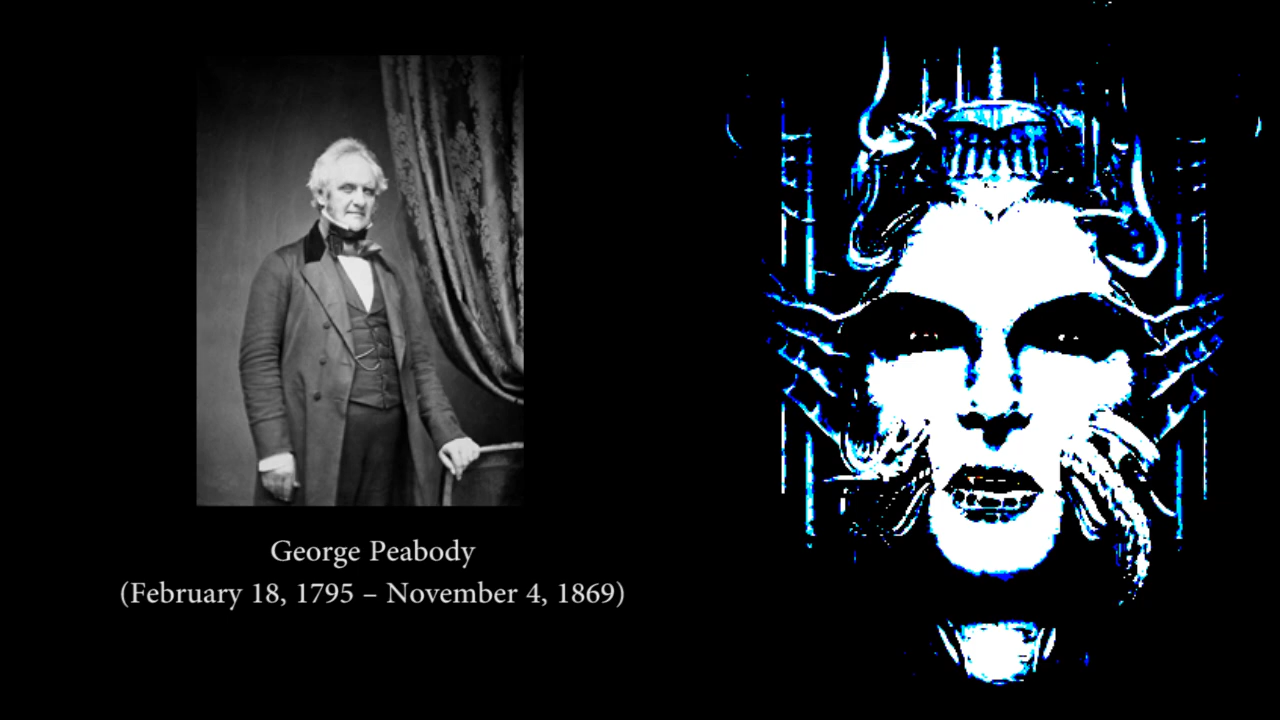 George Peabody
(February 18, 1795 – November 4, 1869)